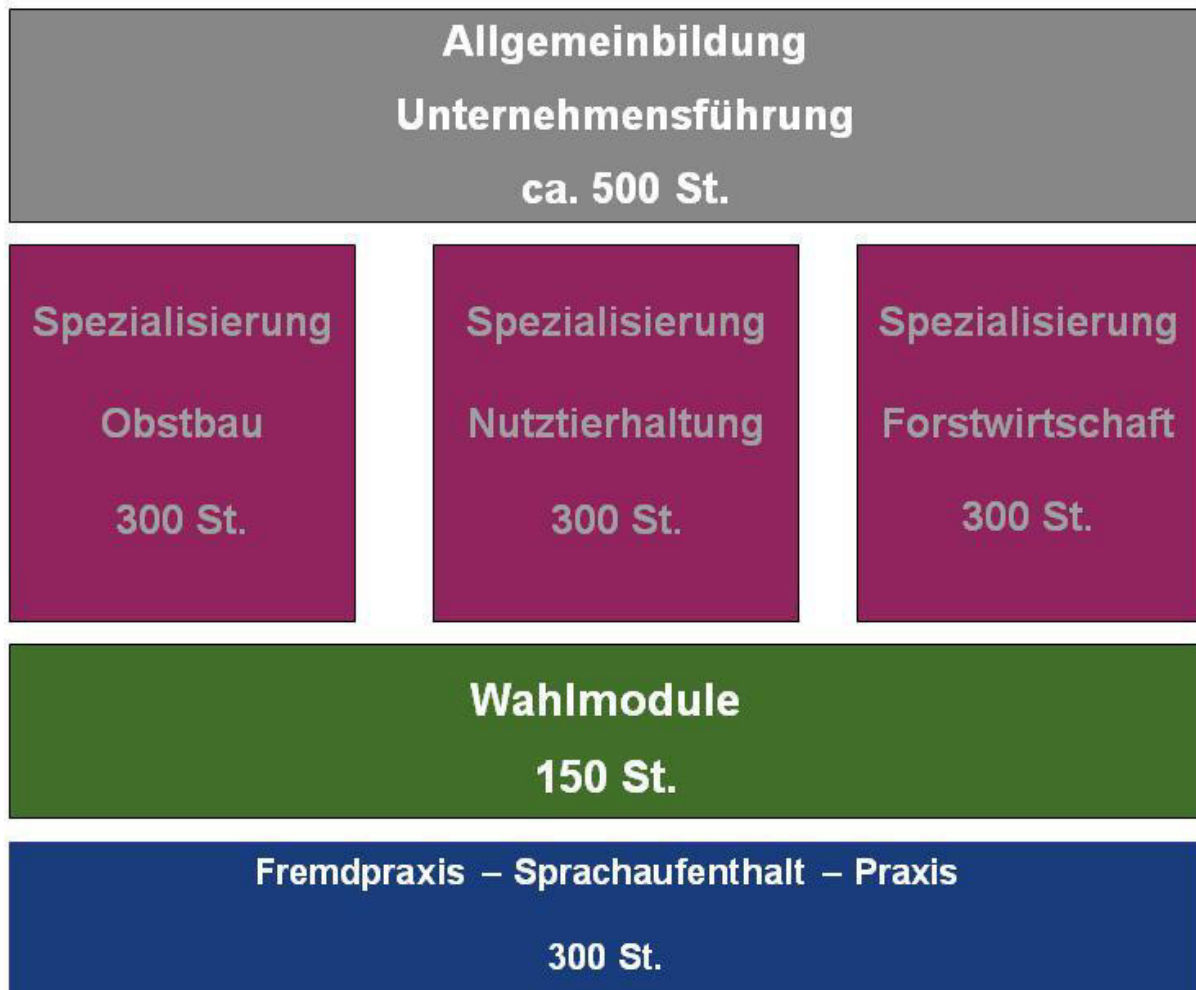 Allgemeinbildung
Unternehmensführung
ca. 500 St.
Spezialisierung
Obstbau
300 St.
Spezialisierung
Nutztierhaltung
300 St.
Spezialisierung
Forstwirtschaft
300 St.
Wahlmodule
150 St.
Fremdpraxis – Sprachaufenthalt – Praxis
300 St.